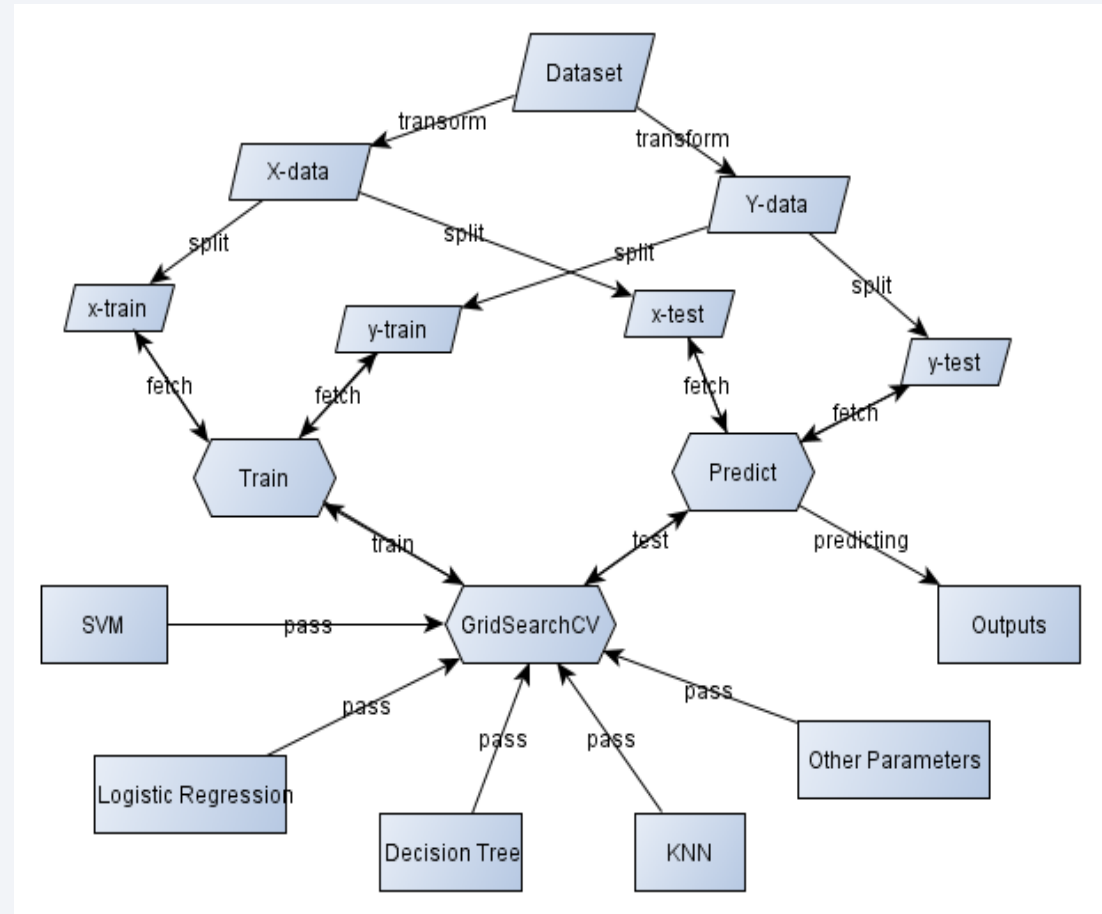 Dataset
transorm
transform
X-data
Y-data
split
split
split
split
x-train
y-train
x-test
y-test
fetch
fetch
fetch
fetch
Train
Predict
train
test
predicting
SVM
pass
GridSearchCV
Outputs
pass
pass
pass
pass
Logistic Regression
Other Parameters
Decision Tree
KNN